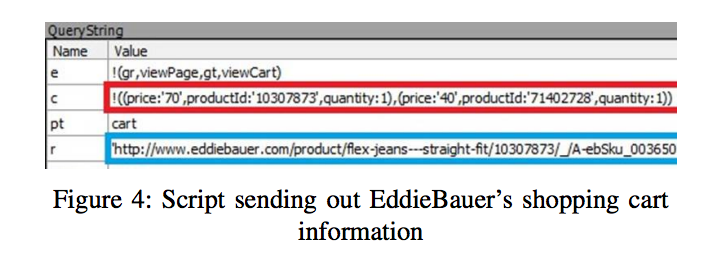 QueryString
Name Value
e !(gr,viewPage,gt,viewCart)
c !((price:'70',productId:'10307873',quantity:1),(price:'40',productId:'71402728',quantity:1))
pt cart
r 'http://www.eddiebauer.com/product/flex-jeans---straight-fit/10307873/_/A-ebSku_003650
Figure 4: Script sending out EddieBauer's shopping cart
information